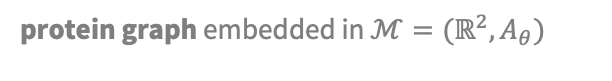 protein graph embedded in ℳ = (ℝ², A_θ)